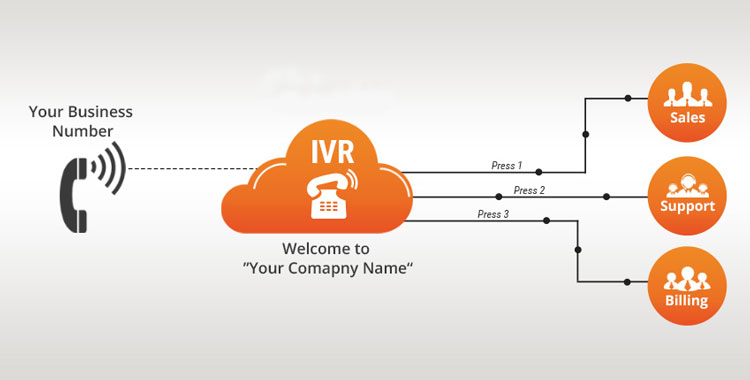 Your Business
Number
IVR
Welcome to
"Your Comapny Name"
Press 1
Press 2
Press 3
Sales
Support
Billing